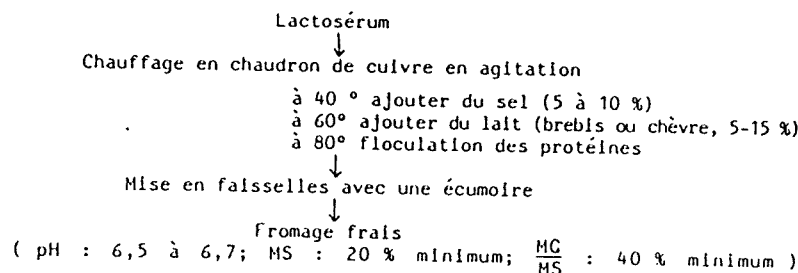 Lactosérum
↓
Chauffage en chaudron de cuivre en agitation
à 40 ° ajouter du sel (5 à 10 %)
à 60° ajouter du lait (brebis ou chèvre, 5-15 %)
à 80° floculation des protéines
↓
Mise en faisselles avec une écumoire
↓
Fromage frais
( pH : 6,5 à 6,7; MS : 20 % minimum; MG/MS : 40 % minimum )